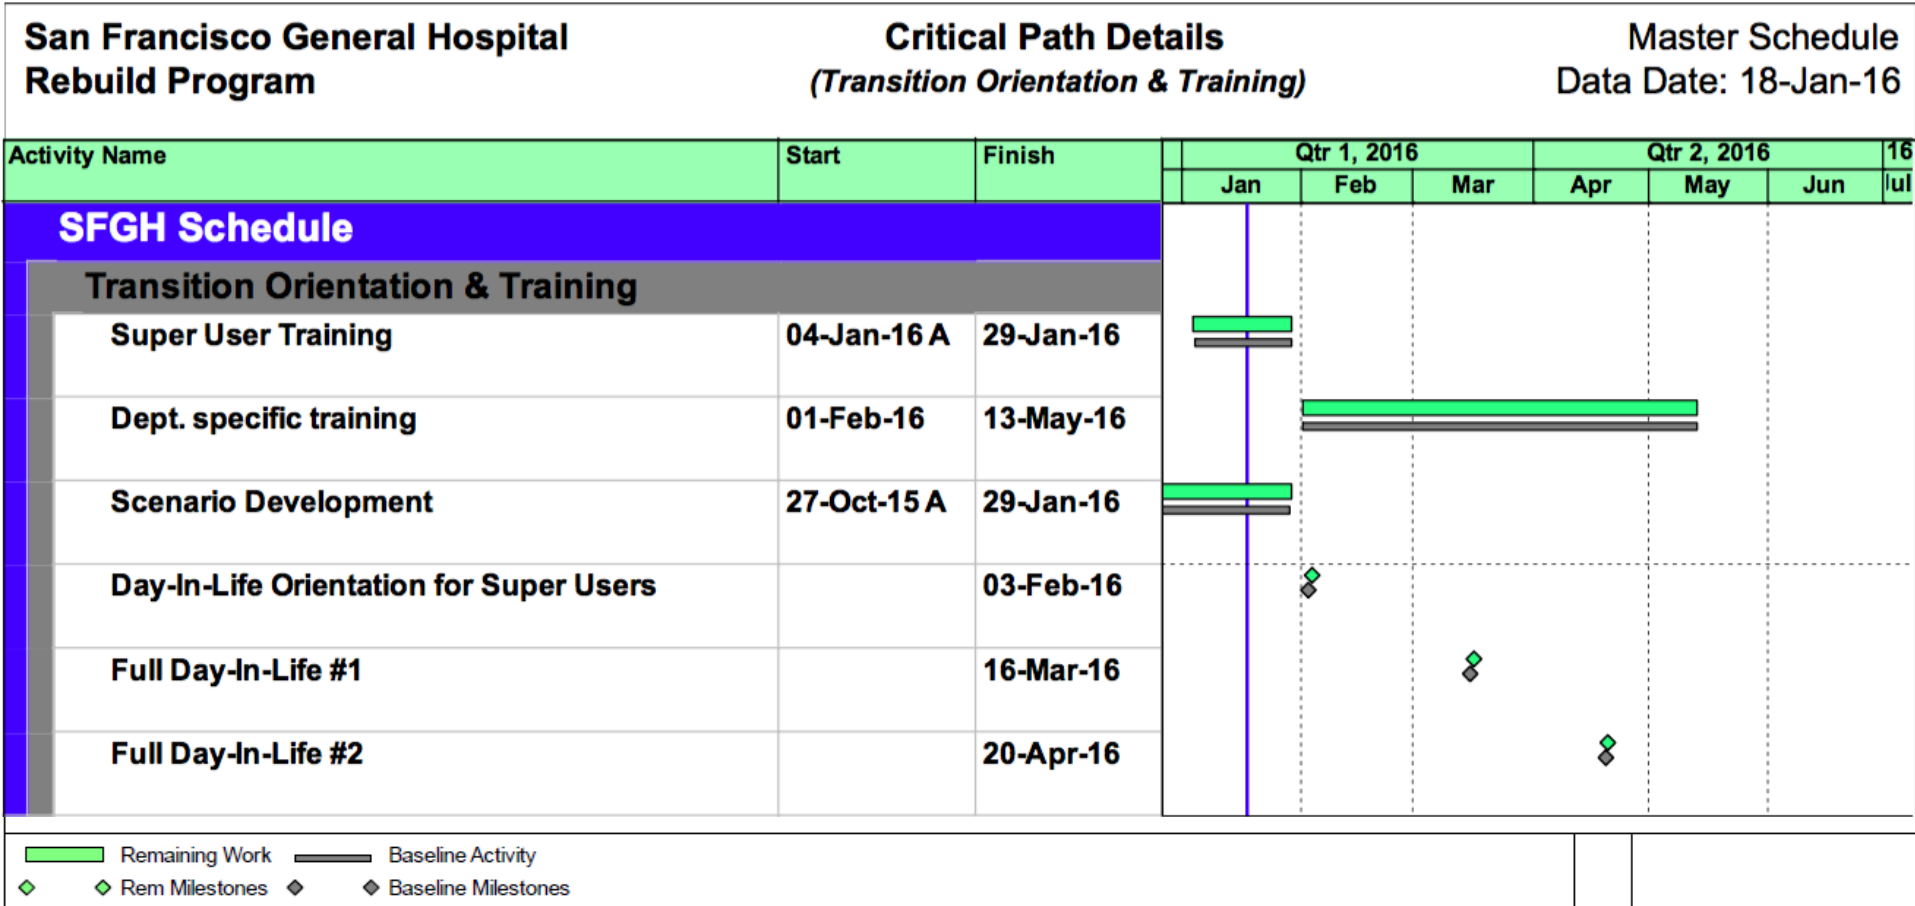 San Francisco General Hospital
Rebuild Program
Critical Path Details
(Transition Orientation & Training)
Master Schedule
Data Date: 18-Jan-16
Activity Name Start Finish Qtr 1, 2016 Qtr 2, 2016 16
Jan Feb Mar Apr May Jun Jul
SFGH Schedule
Transition Orientation & Training
Super User Training 04-Jan-16 A 29-Jan-16
Dept. specific training 01-Feb-16 13-May-16
Scenario Development 27-Oct-15 A 29-Jan-16
Day-In-Life Orientation for Super Users 03-Feb-16
Full Day-In-Life #1 16-Mar-16
Full Day-In-Life #2 20-Apr-16
Remaining Work Baseline Activity
Rem Milestones Baseline Milestones